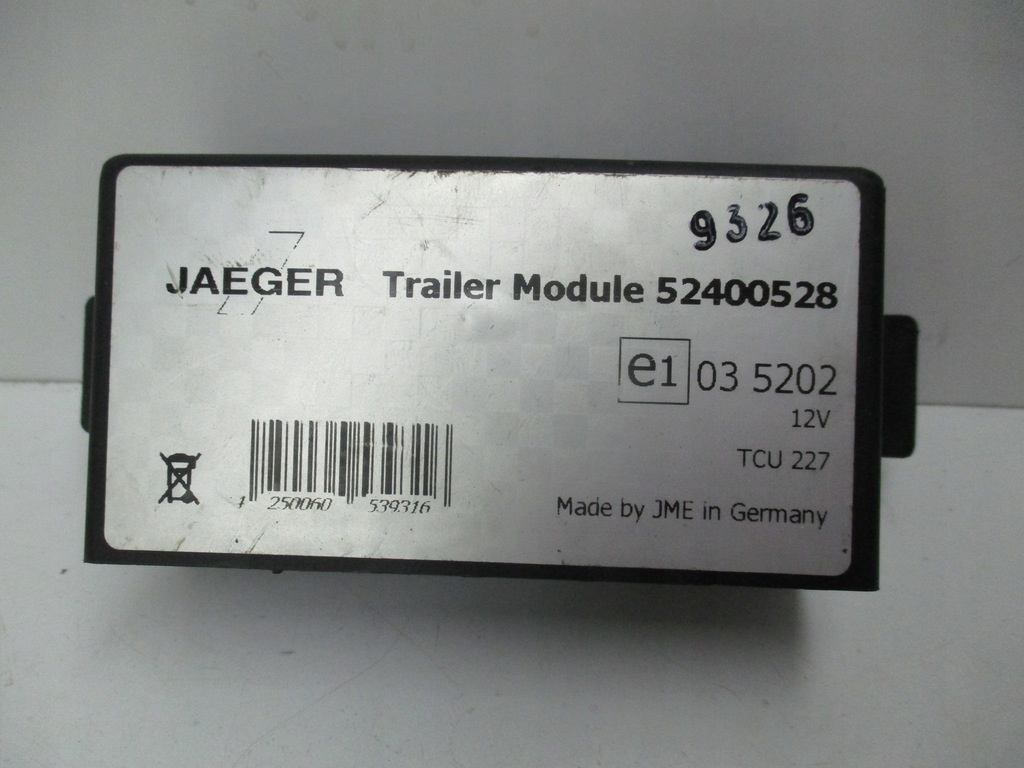 9326
JAEGER Trailer Module 52400528
e1 03 5202
12V
TCU 227
4 250060 539316
Made by JME in Germany